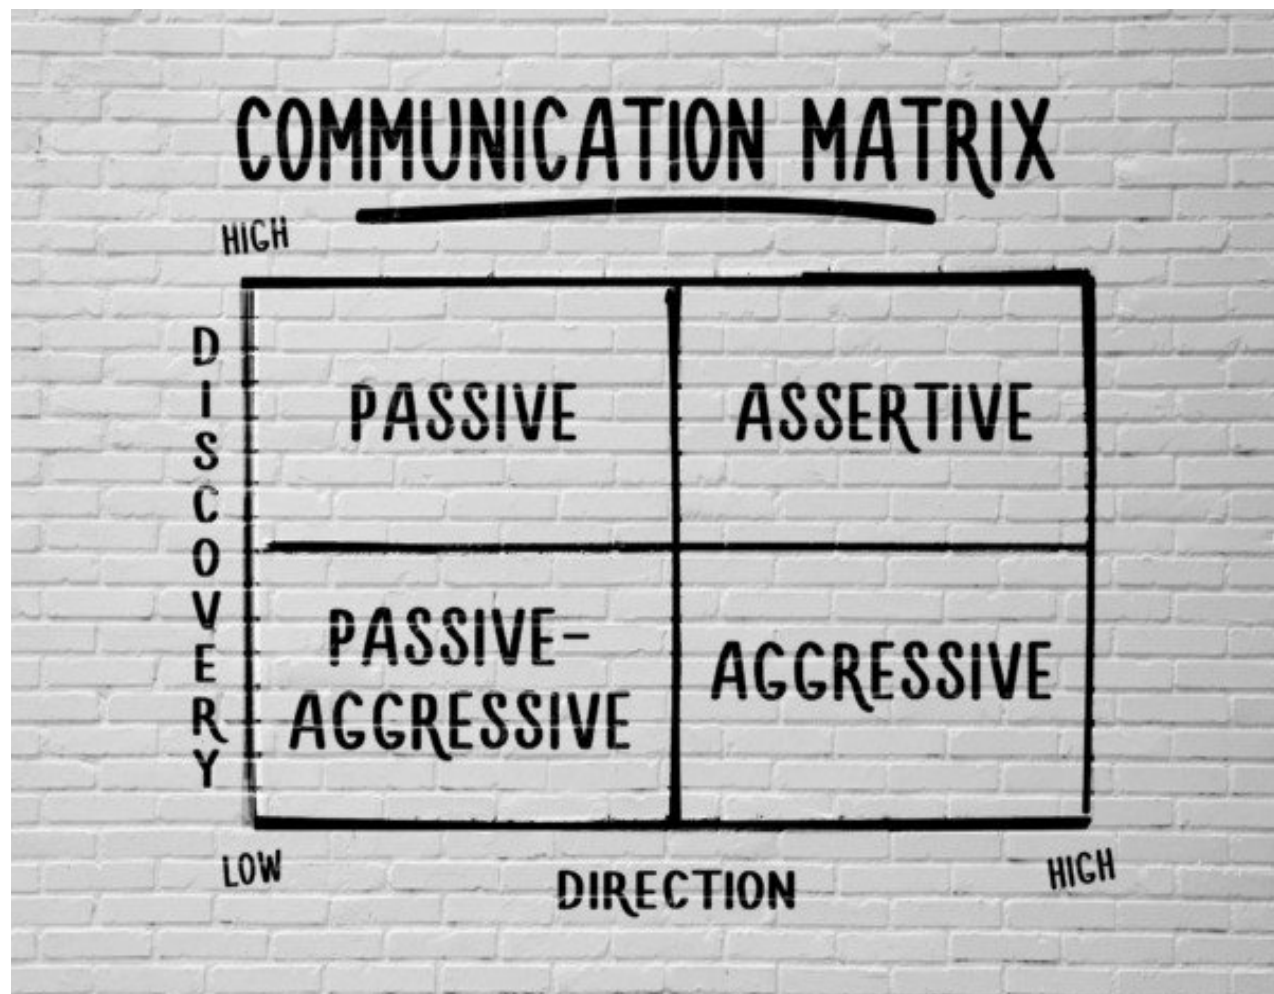 COMMUNICATION MATRIX
HIGH
DISCOVERY
PASSIVE
ASSERTIVE
PASSIVE-
AGGRESSIVE
AGGRESSIVE
LOW
DIRECTION
HIGH